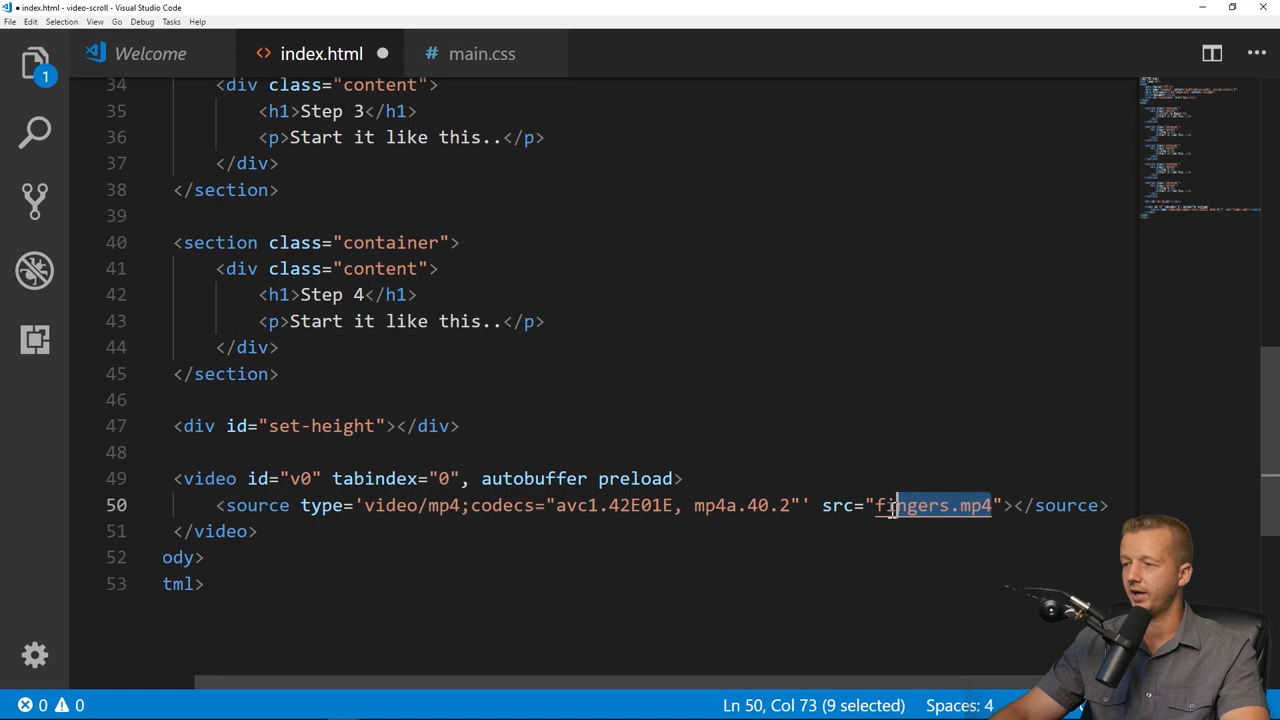 index.html - video-scroll - Visual Studio Code
File Edit Selection View Go Debug Tasks Help
Welcome index.html main.css
1
34 <div class="content">
35 <h1>Step 3</h1>
36 <p>Start it like this..</p>
37 </div>
38 </section>
39
40 <section class="container">
41 <div class="content">
42 <h1>Step 4</h1>
43 <p>Start it like this..</p>
44 </div>
45 </section>
46
47 <div id="set-height"></div>
48
49 <video id="v0" tabindex="0", autobuffer preload>
50 <source type='video/mp4;codecs="avc1.42E01E, mp4a.40.2"' src="fingers.mp4"></source>
51 </video>
52 ody>
53 tml>
0 0 Ln 50, Col 73 (9 selected) Spaces: 4